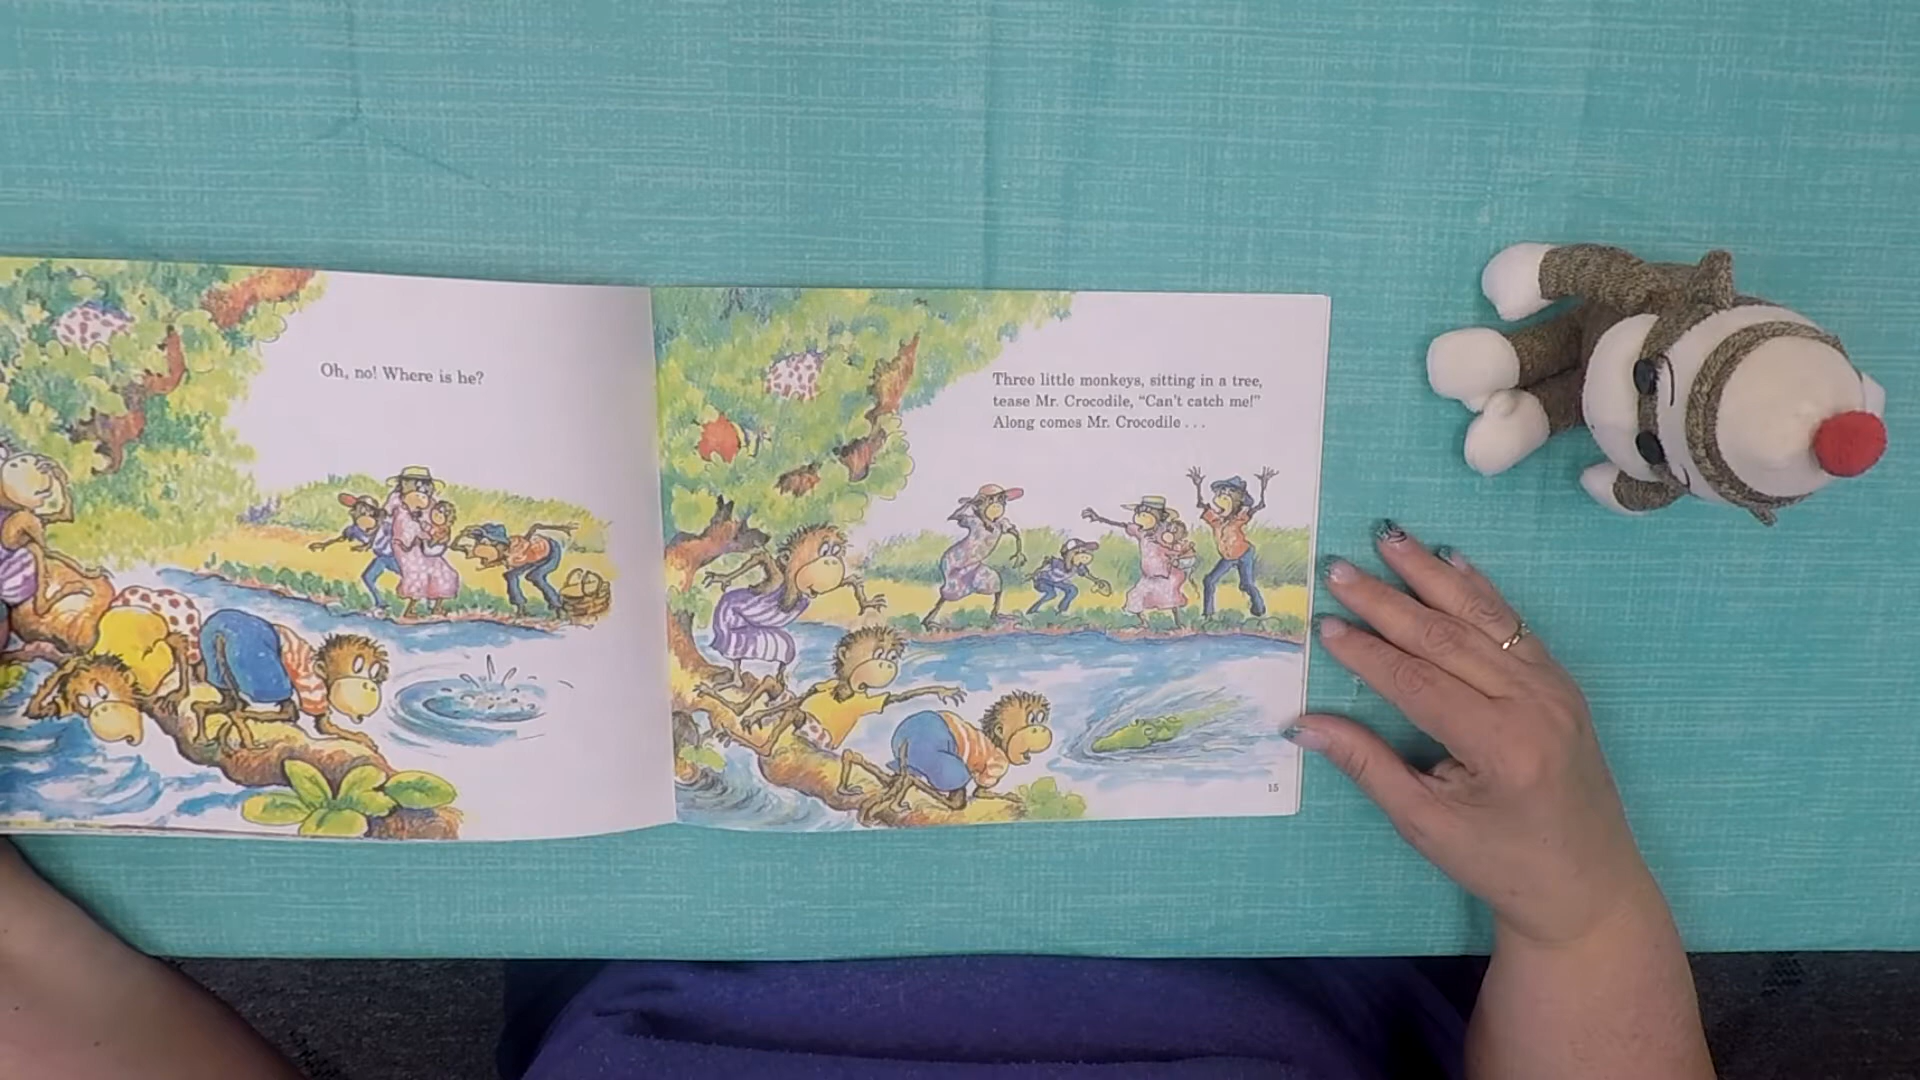 Oh, no! Where is he?
Three little monkeys, sitting in a tree,
tease Mr. Crocodile, “Can’t catch me!”
Along comes Mr. Crocodile . . .
15